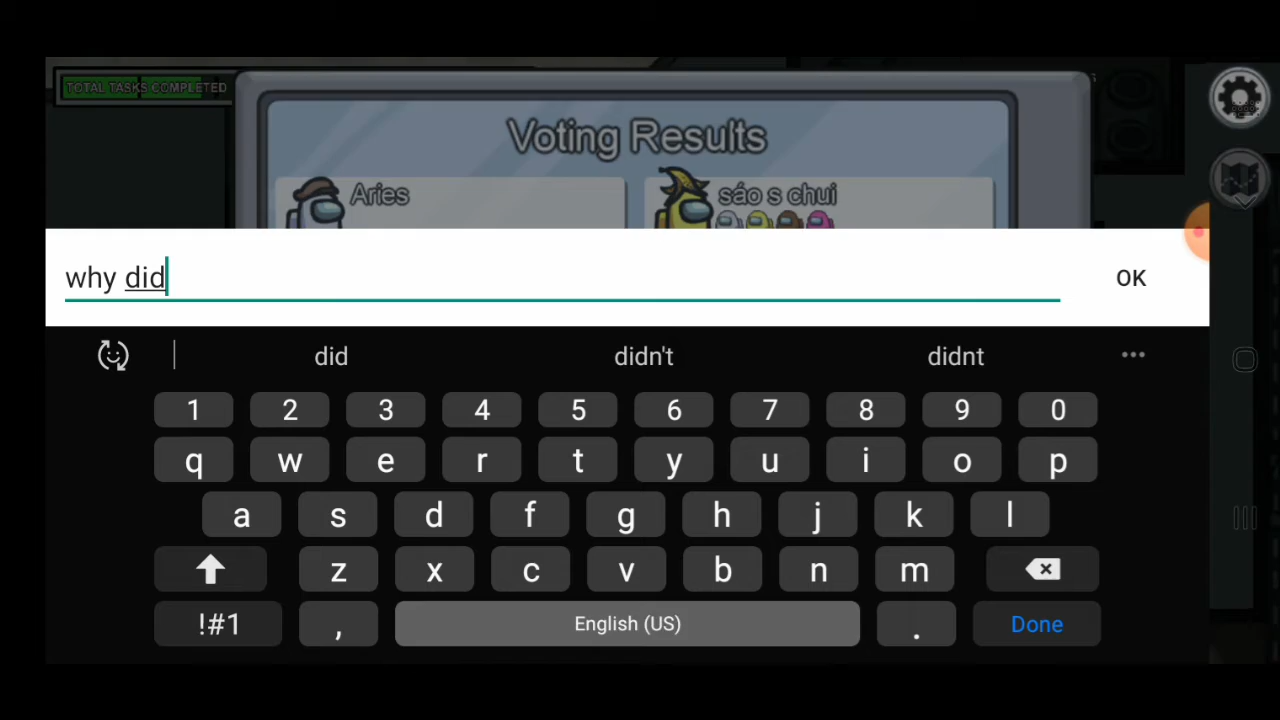 TOTAL TASKS COMPLETED
Voting Results
Aries
sáo s chui
why did
OK
did didn't didnt
1 2 3 4 5 6 7 8 9 0
q w e r t y u i o p
a s d f g h j k l
z x c v b n m
!#1 , English (US) . Done